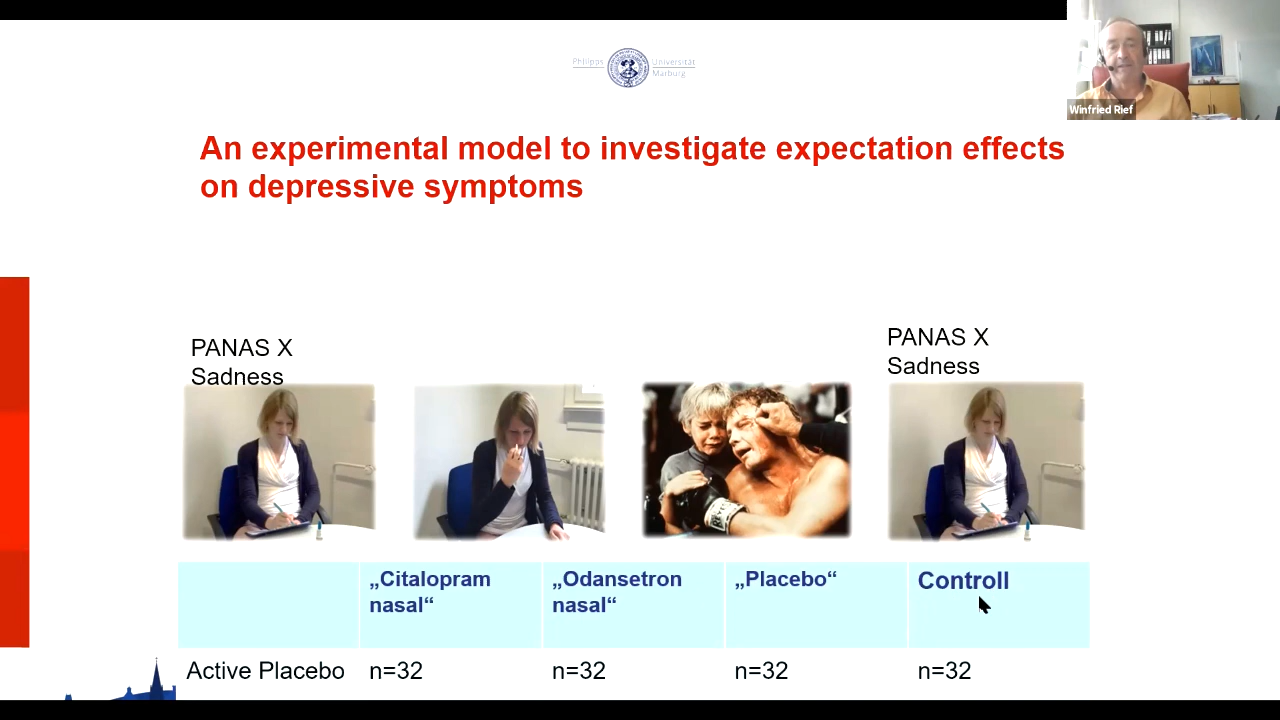 Philipps
Universität
Marburg
Winfried Rief
An experimental model to investigate expectation effects
on depressive symptoms
PANAS X
Sadness
PANAS X
Sadness
„Citalopram
nasal“
„Odansetron
nasal“
„Placebo“
Controll
Active Placebo
n=32
n=32
n=32
n=32